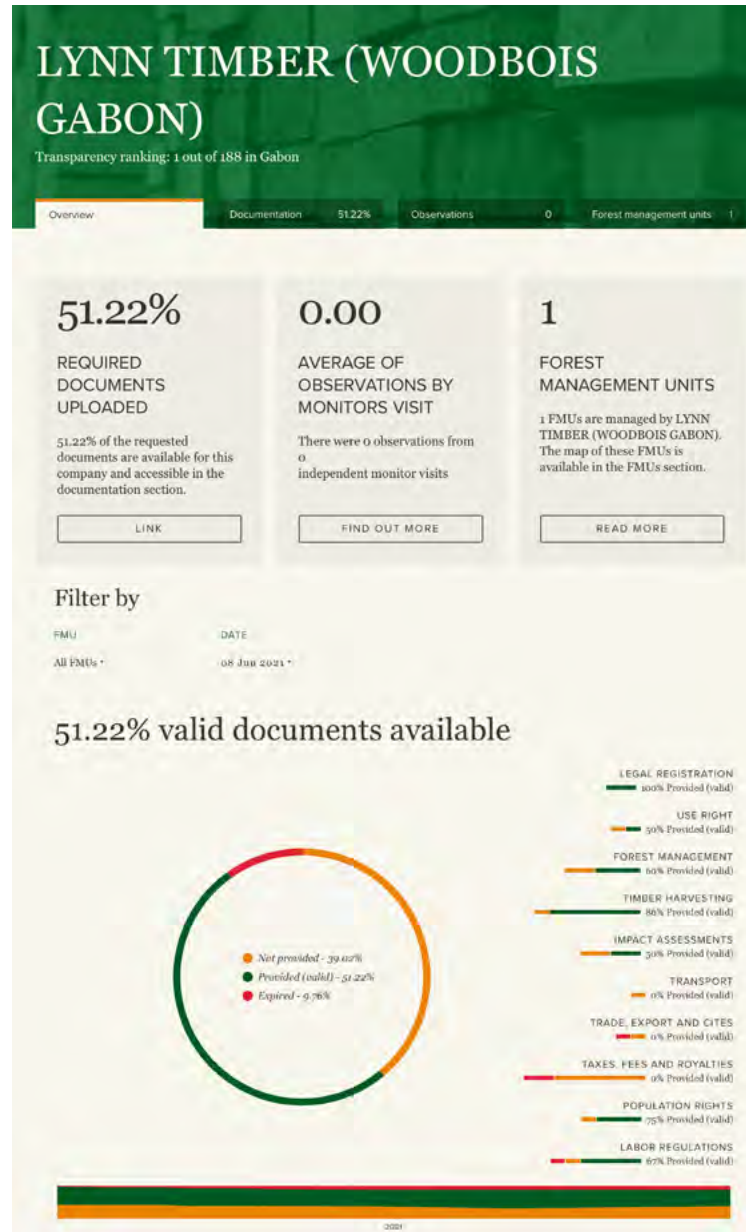 LYNN TIMBER (WOODBOIS
GABON)
Transparency ranking: 1 out of 188 in Gabon
Overview
Documentation 51.22%
Observations 0
Forest management units 1
51.22%
REQUIRED
DOCUMENTS
UPLOADED
51.22% of the requested
documents are available for this
company and accessible in the
documentation section.
LINK
0.00
AVERAGE OF
OBSERVATIONS BY
MONITORS VISIT
There were 0 observations from
0
independent monitor visits
FIND OUT MORE
1
FOREST
MANAGEMENT UNITS
1 FMUs are managed by LYNN
TIMBER (WOODBOIS GABON).
The map of these FMUs is
available in the FMUs section.
READ MORE
Filter by
FMU
All FMUs
DATE
08 Jun 2021
51.22% valid documents available
Not provided - 39.02%
Provided (valid) - 51.22%
Expired - 9.76%
LEGAL REGISTRATION
100% Provided (valid)
USE RIGHT
50% Provided (valid)
FOREST MANAGEMENT
60% Provided (valid)
TIMBER HARVESTING
86% Provided (valid)
IMPACT ASSESSMENTS
50% Provided (valid)
TRANSPORT
0% Provided (valid)
TRADE, EXPORT AND CITES
0% Provided (valid)
TAXES, FEES AND ROYALTIES
0% Provided (valid)
POPULATION RIGHTS
75% Provided (valid)
LABOR REGULATIONS
67% Provided (valid)
2021